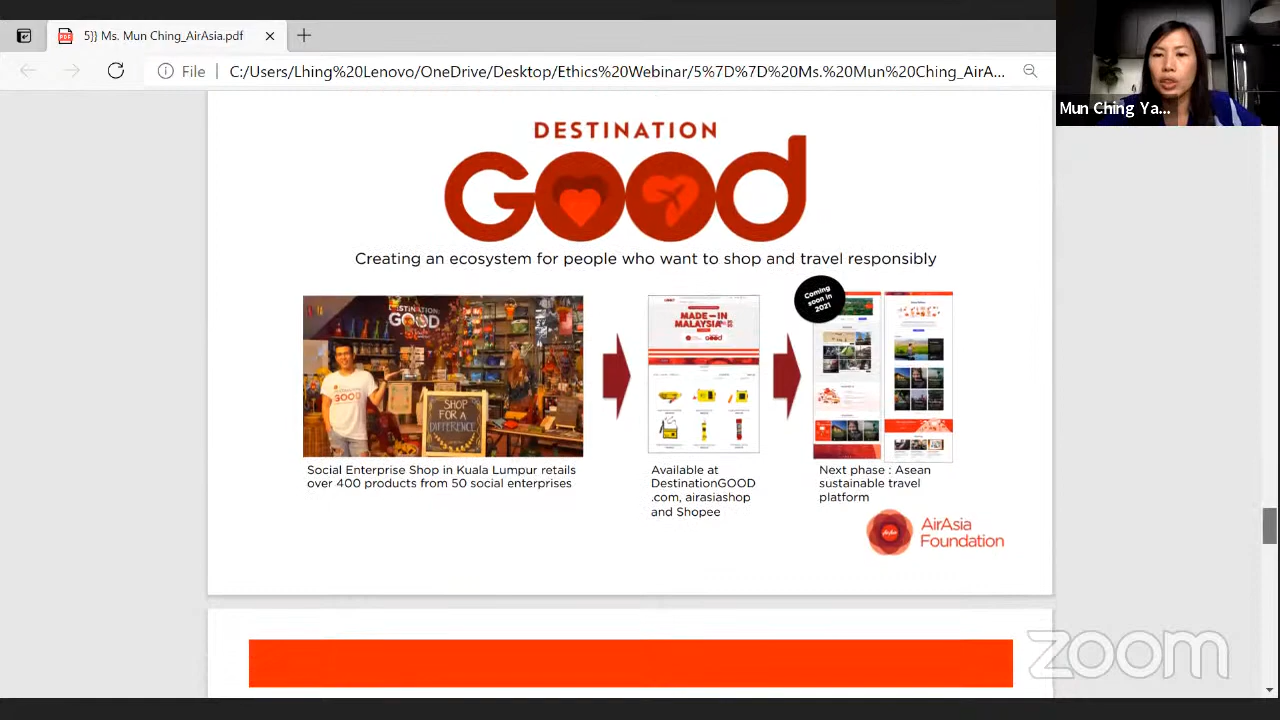 5)} Ms. Mun Ching_AirAsia.pdf
File
C:/Users/Lhing%20Lenovo/OneDrive/Desktop/Ethics%20Webinar/5%7D%7D%20Ms.%20Mun%20Ching_AirA...
Mun Ching Ya...
DESTINATION
GOOD
Creating an ecosystem for people who want to shop and travel responsibly
DESTINATION:
GOOD
GOOD
SHOP
FOR A
DIFFERENCE
MADE-IN
MALAYSIA
Coming
soon in
2021
Social Enterprise Shop in Kuala Lumpur retails
over 400 products from 50 social enterprises
Available at
DestinationGOOD
.com, airasiashop
and Shopee
Next phase : Asean
sustainable travel
platform
AirAsia
AirAsia
Foundation
zoom